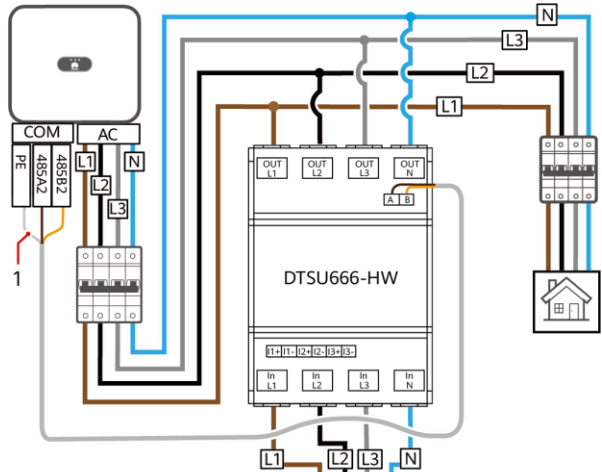 N
L3
L2
L1
COM
AC
PE
485A2
485B2
L1
N
L2
L3
1
OUT
L1
OUT
L2
OUT
L3
OUT
N
A B
DTSU666-HW
I1+ I1- I2+ I2- I3+ I3-
In
L1
In
L2
In
L3
In
N
L1
L2
L3
N